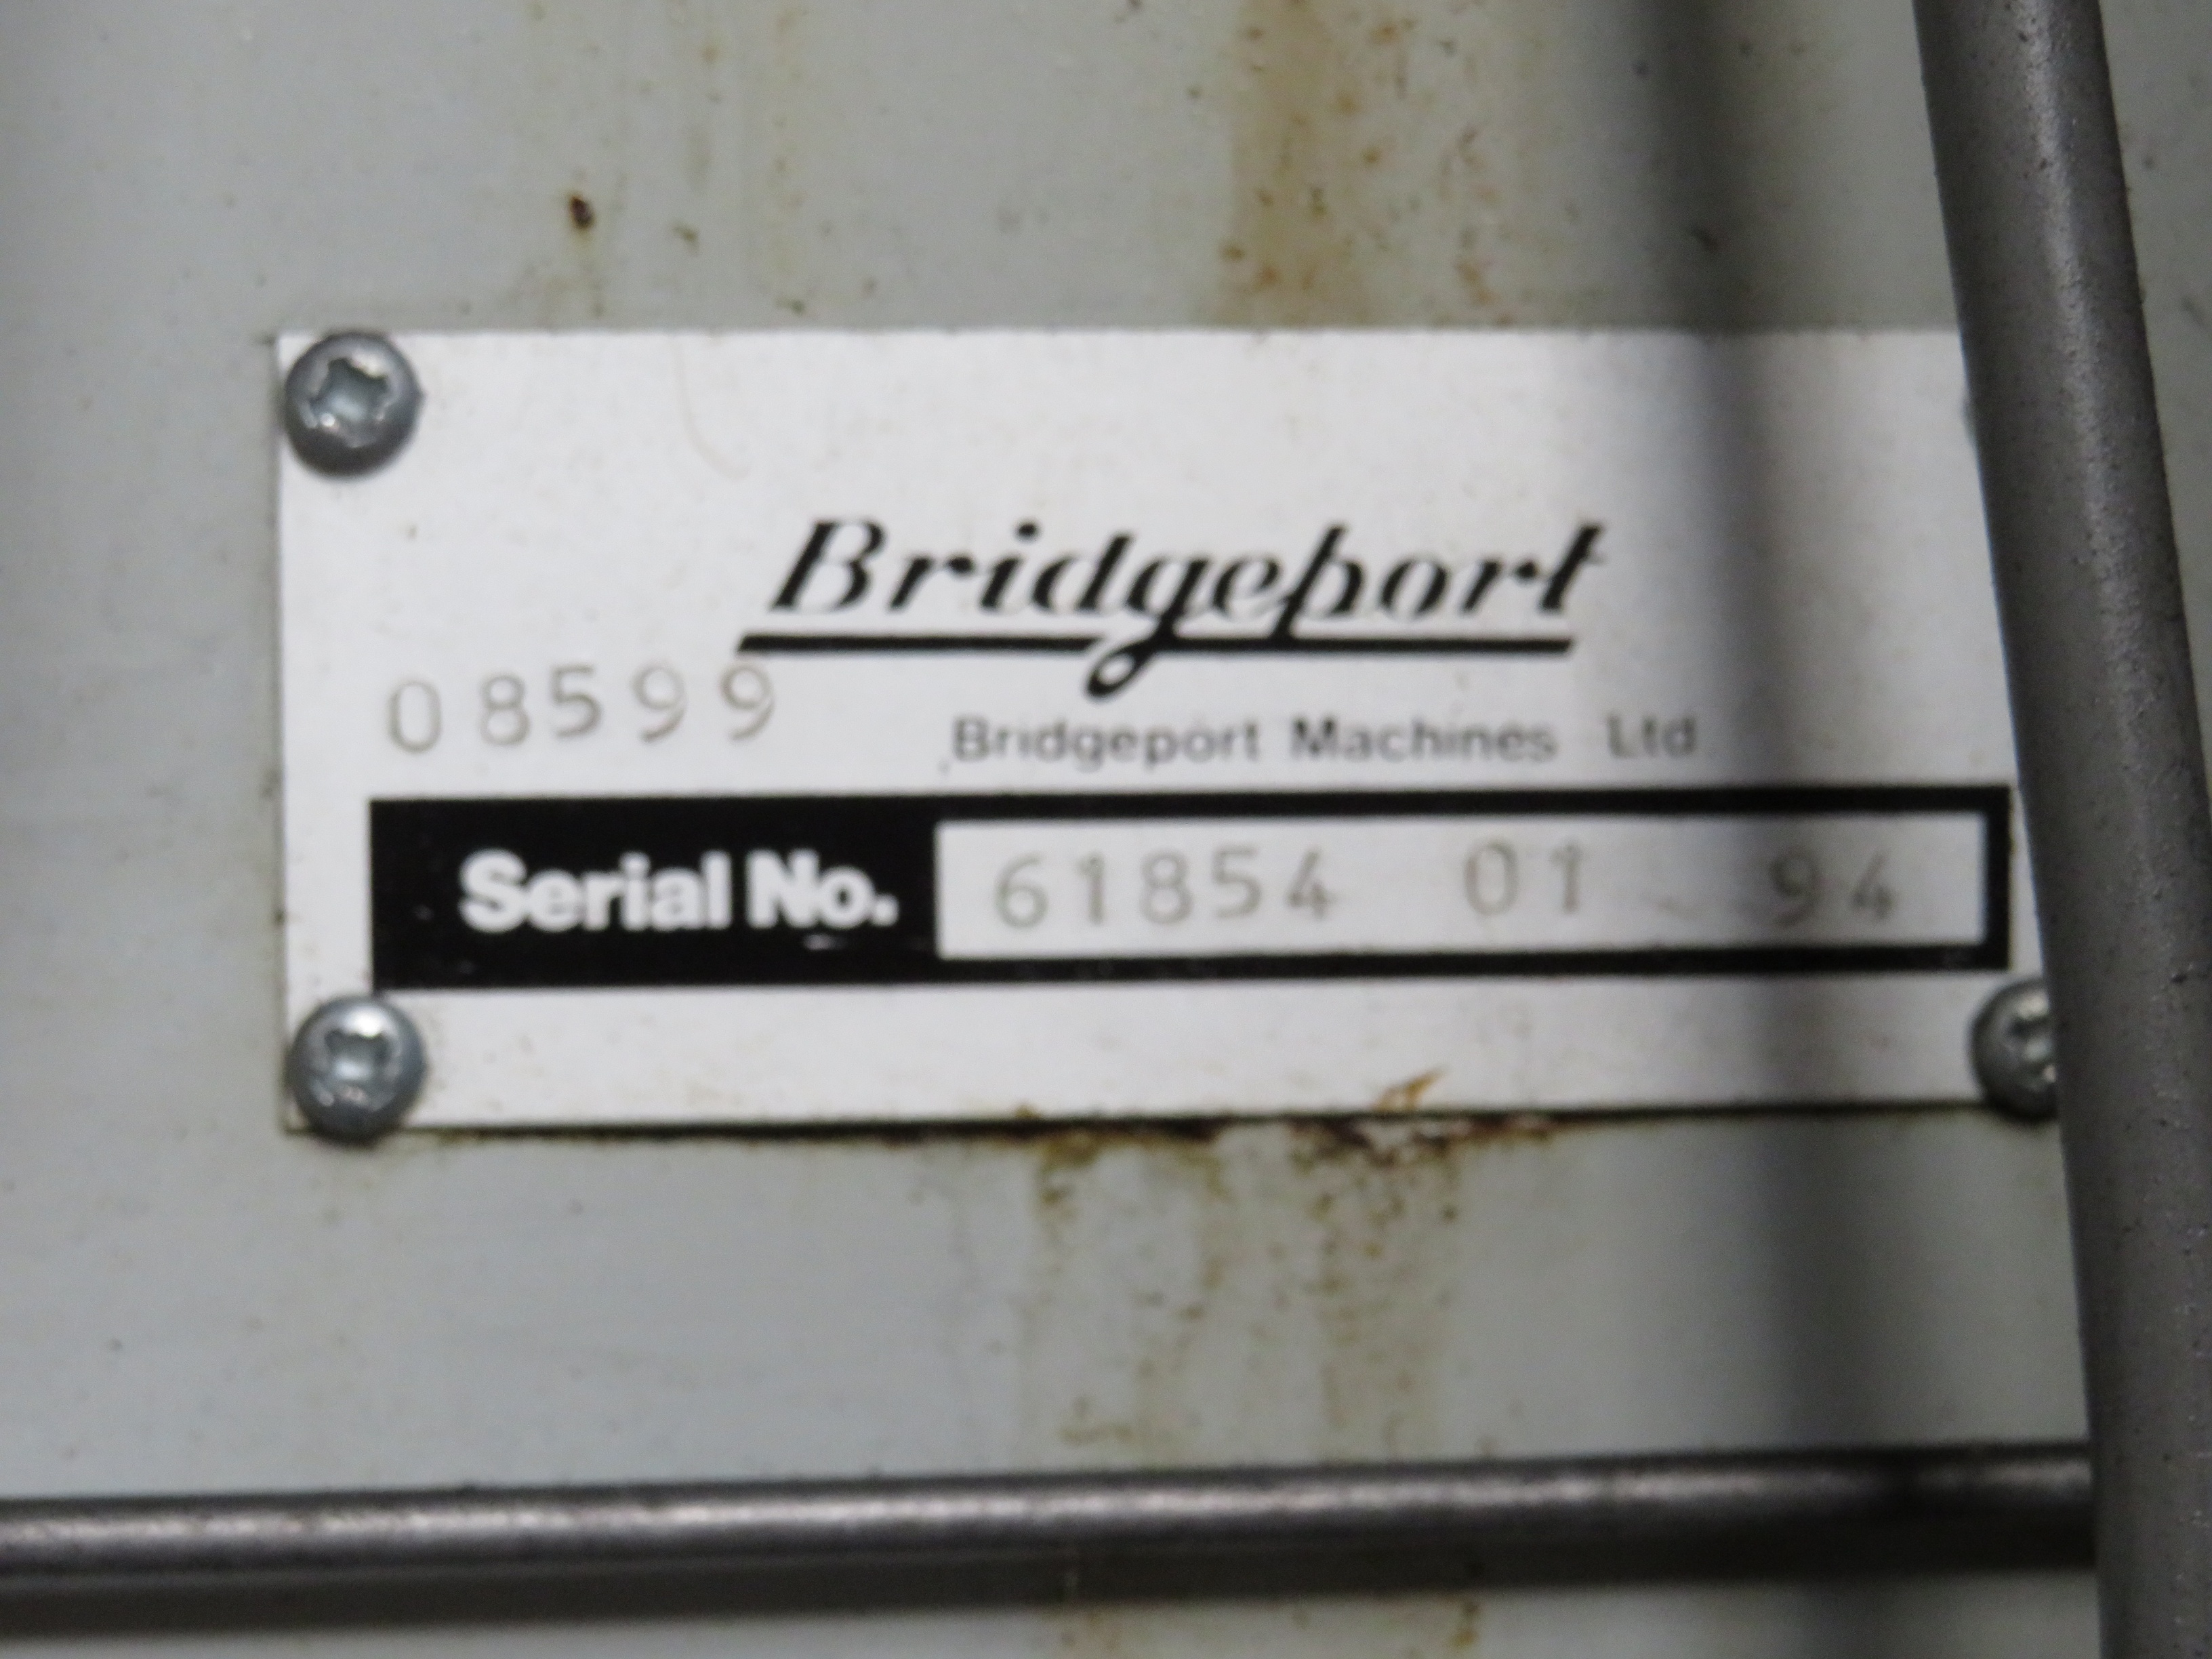 Bridgeport
08599
Bridgeport Machines Ltd
Serial No. 61854 01 94